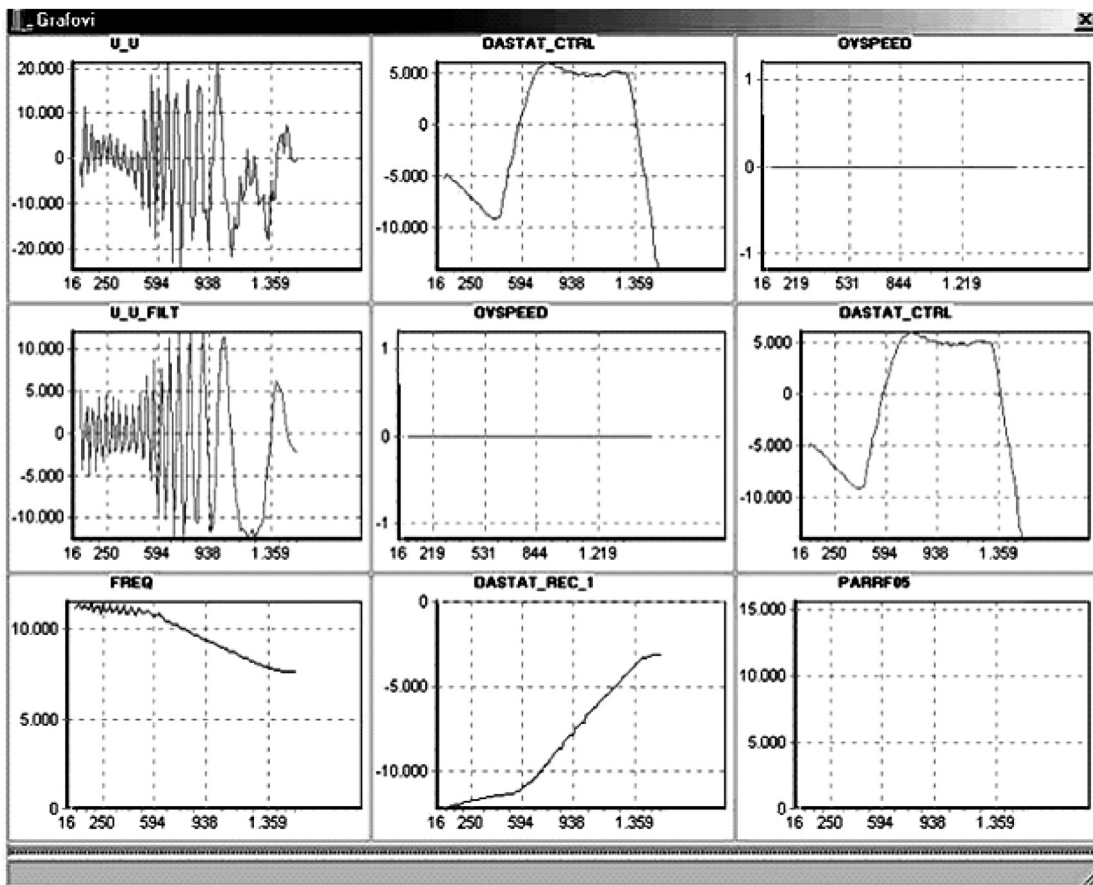 Grafovi
U_U
20.000
10.000
0
-10.000
-20.000
16 250 594 938 1.359
DASTAT_CTRL
5.000
0
-5.000
-10.000
16 250 594 938 1.359
OVSPEED
1
0
-1
16 219 531 844 1.219
U_U_FILT
10.000
5.000
0
-5.000
-10.000
16 250 594 938 1.359
OVSPEED
1
0
-1
16 219 531 844 1.219
DASTAT_CTRL
5.000
0
-5.000
-10.000
16 250 594 938 1.359
FREQ
10.000
5.000
0
16 250 594 938 1.359
DASTAT_REC_1
0
-5.000
-10.000
16 250 594 938 1.359
PARRF05
15.000
10.000
5.000
0
16 250 594 938 1.359